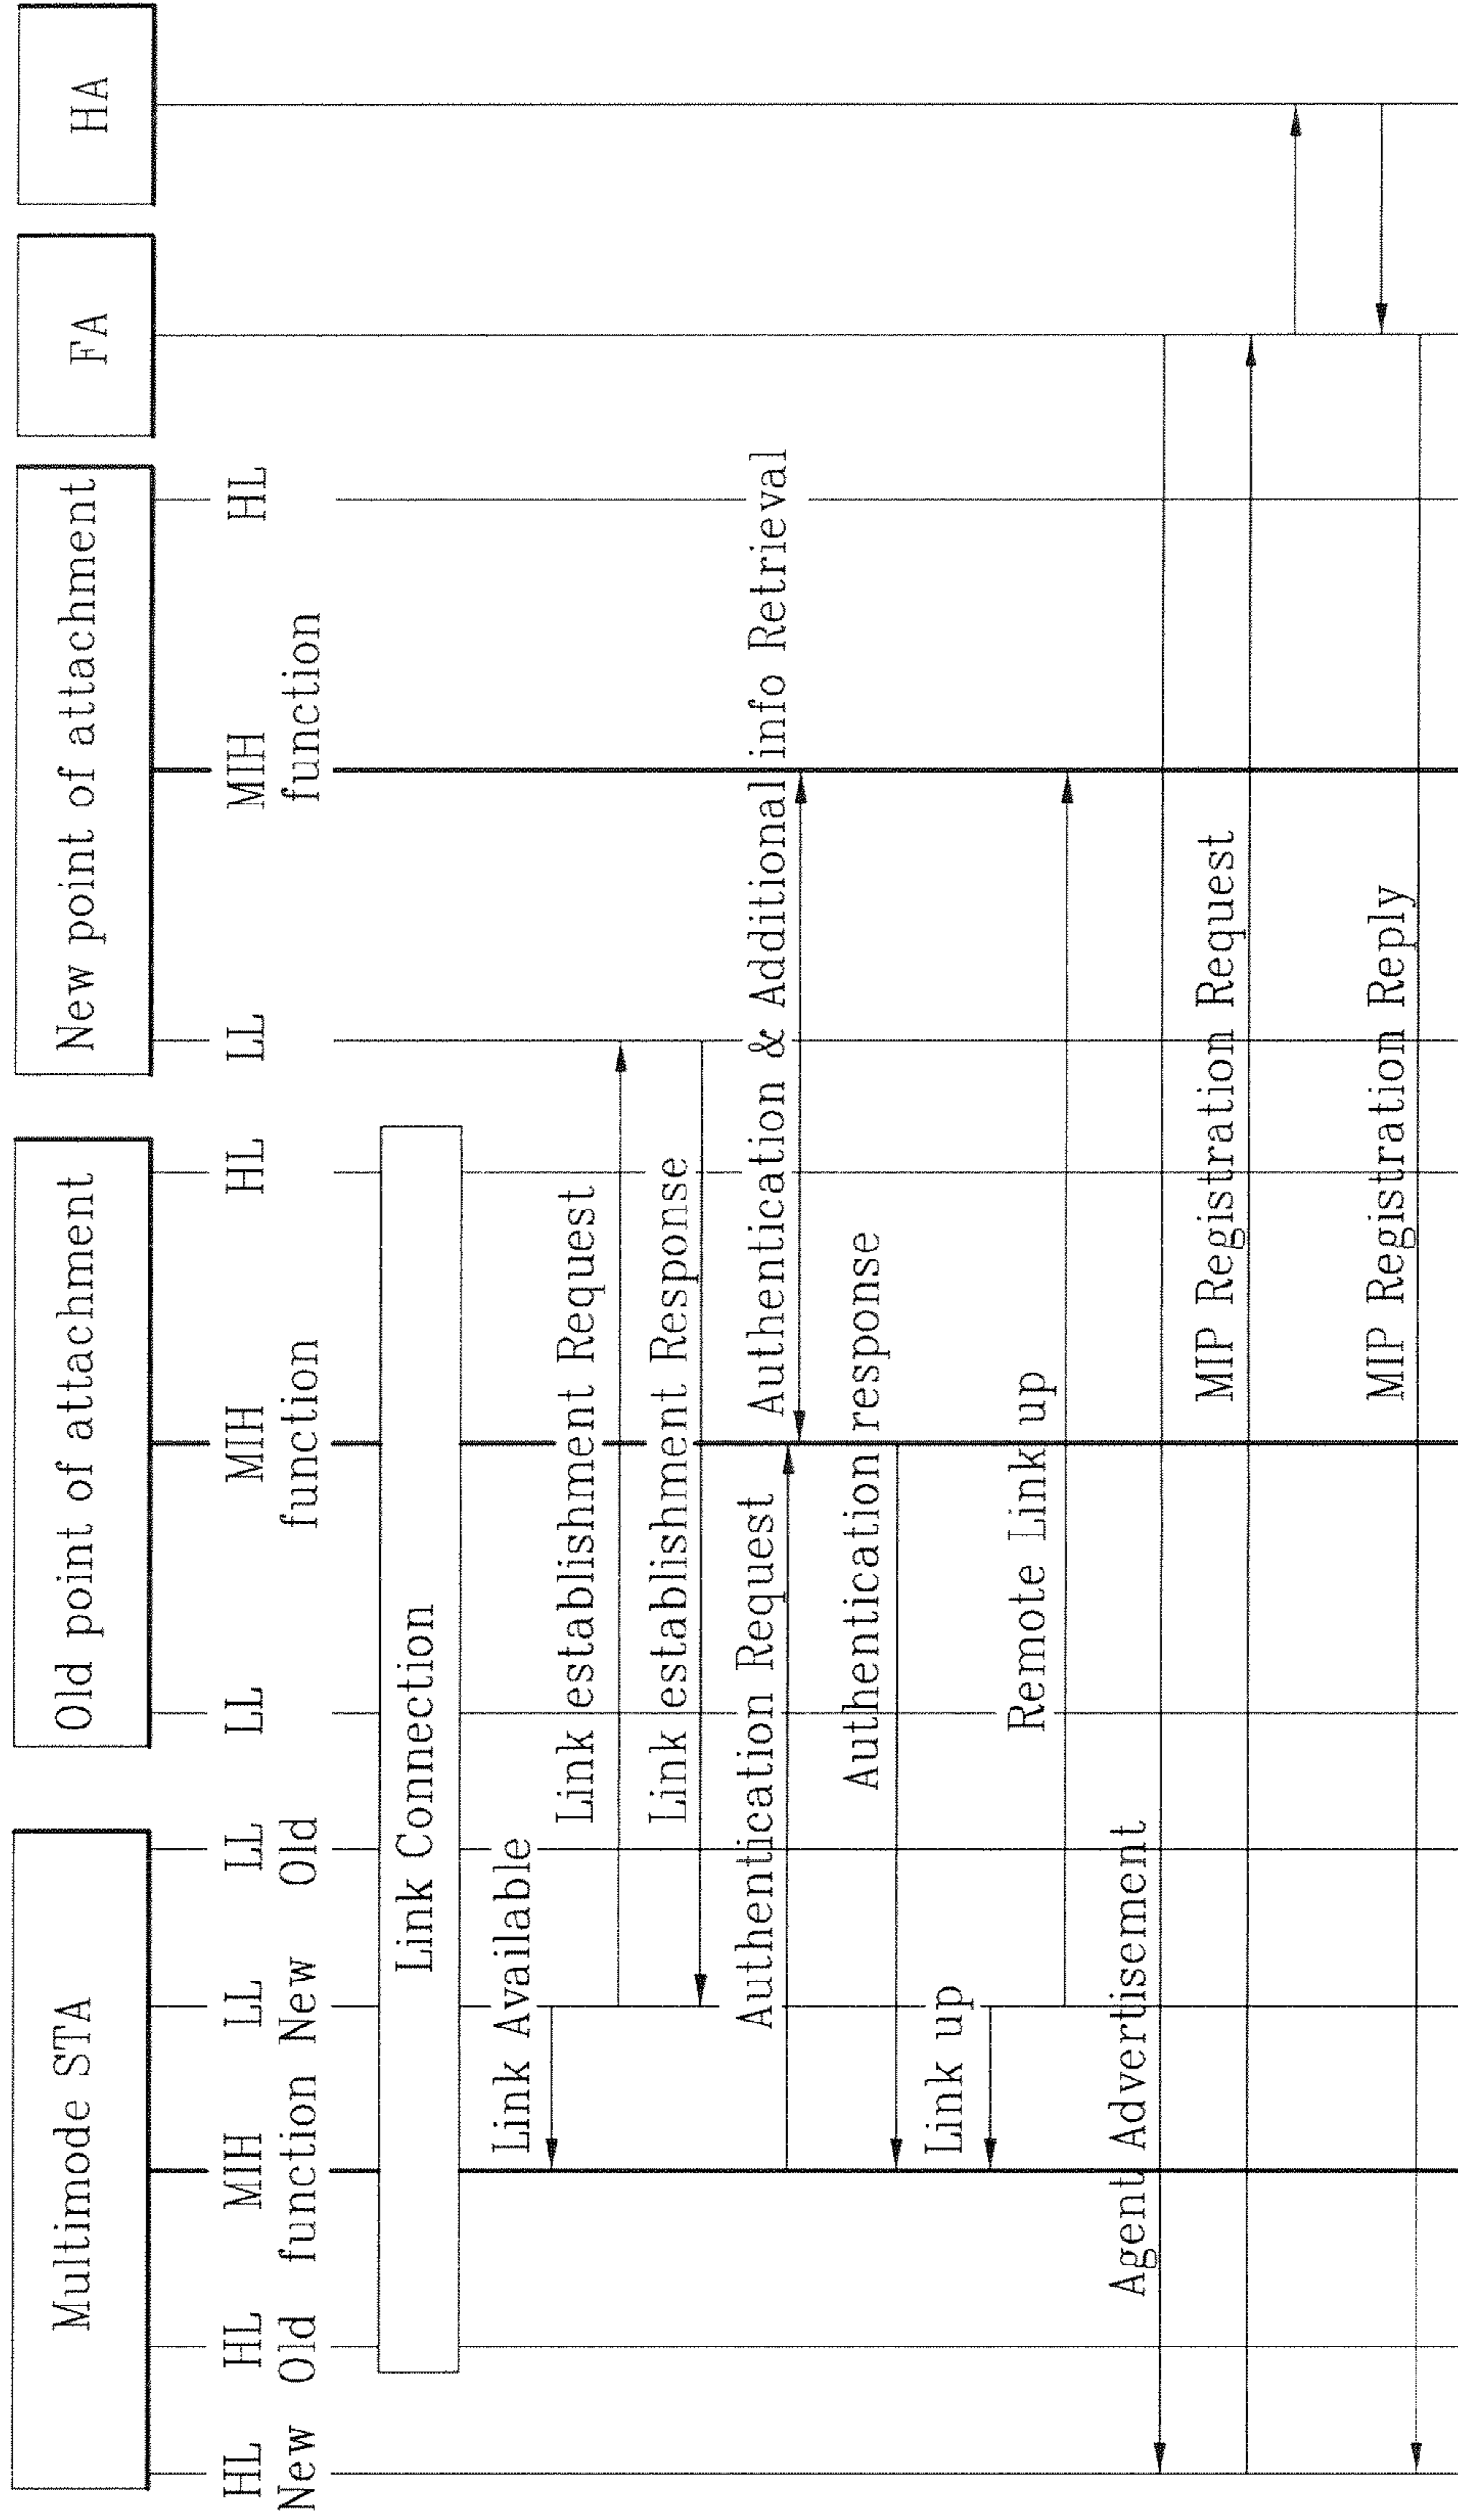 Multimode STA
Old point of attachment
New point of attachment
FA
HA
HL New
HL Old
MIH function
LL New
LL Old
LL
MIH function
HL
LL
MIH function
HL
Link Connection
Link Available
Link establishment Request
Link establishment Response
Authentication Request
Authentication & Additional info Retrieval
Authentication response
Link up
Remote Link up
Agent Advertisement
MIP Registration Request
MIP Registration Reply